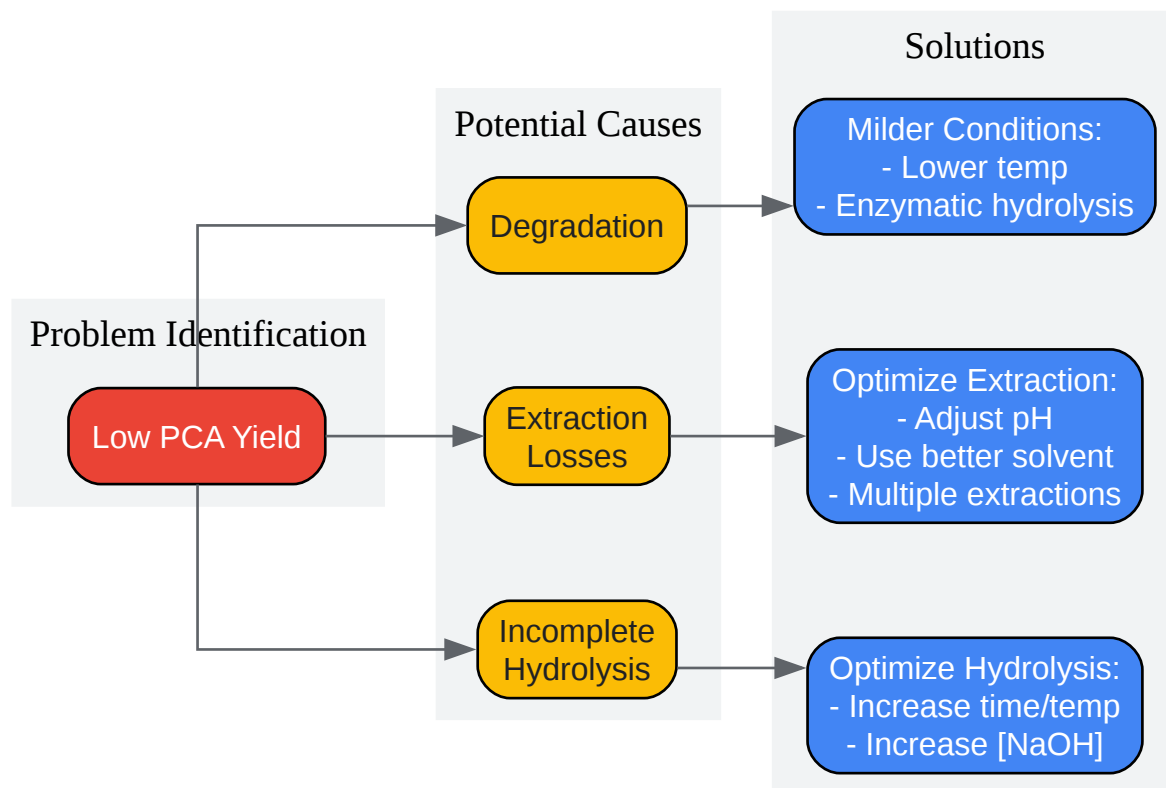 Solutions
Potential Causes
Milder Conditions:
- Lower temp
- Enzymatic hydrolysis
Degradation
Problem Identification
Low PCA Yield
Extraction
Losses
Optimize Extraction:
- Adjust pH
- Use better solvent
- Multiple extractions
Incomplete
Hydrolysis
Optimize Hydrolysis:
- Increase time/temp
- Increase [NaOH]